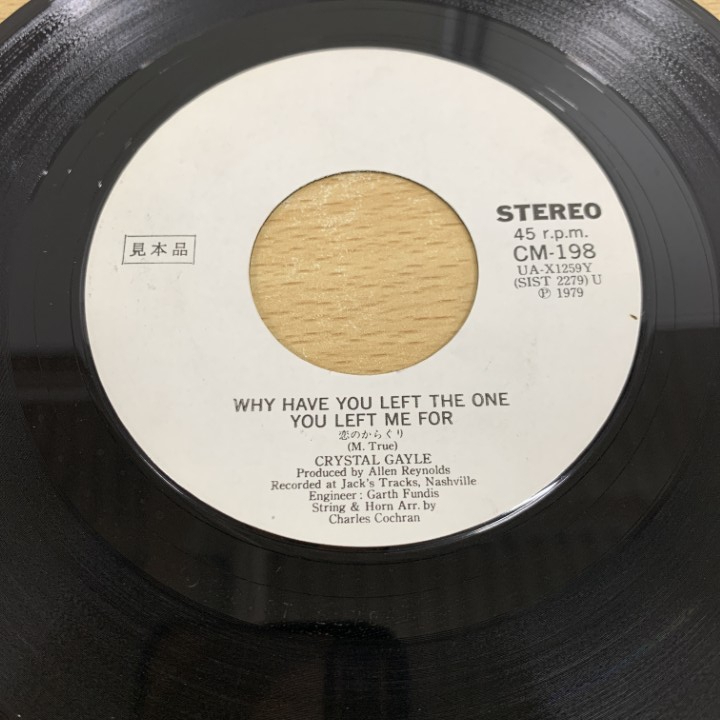 見本品
STEREO
45 r.p.m.
CM-198
UA-X1259Y
(SIST 2279) U
Ⓟ 1979
WHY HAVE YOU LEFT THE ONE
YOU LEFT ME FOR
恋のからくり
(M. True)
CRYSTAL GAYLE
Produced by Allen Reynolds
Recorded at Jack's Tracks, Nashville
Engineer : Garth Fundis
String & Horn Arr. by
Charles Cochran